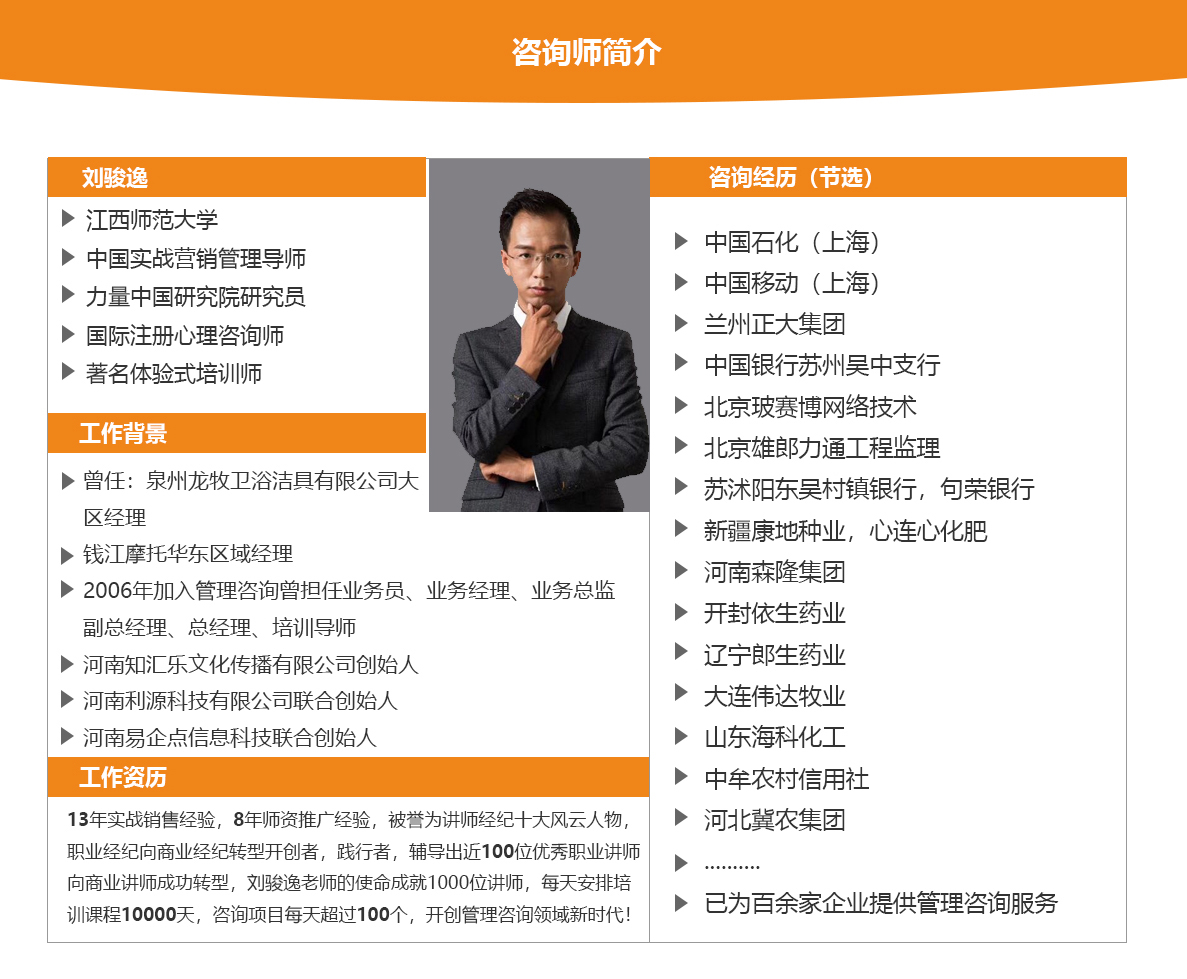 咨询师简介
刘骏逸
江西师范大学
中国实战营销管理导师
力量中国研究院研究员
国际注册心理咨询师
著名体验式培训师
工作背景
曾任：泉州龙牧卫浴洁具有限公司大
区经理
钱江摩托华东区域经理
2006年加入管理咨询曾担任业务员、业务经理、业务总监
副总经理、总经理、培训导师
河南知汇乐文化传播有限公司创始人
河南利源科技有限公司联合创始人
河南易企点信息科技联合创始人
工作资历
13年实战销售经验，8年师资推广经验，被誉为讲师经纪十大风云人物，
职业经纪向商业经纪转型开创者，践行者，辅导出近100位优秀职业讲师
向商业讲师成功转型，刘骏逸老师的使命成就1000位讲师，每天安排培
训课程10000天，咨询项目每天超过100个，开创管理咨询领域新时代！
咨询经历（节选）
中国石化（上海）
中国移动（上海）
兰州正大集团
中国银行苏州吴中支行
北京玻赛博网络技术
北京雄郎力通工程监理
苏沭阳东吴村镇银行，句荣银行
新疆康地种业，心连心化肥
河南森隆集团
开封依生药业
辽宁郎生药业
大连伟达牧业
山东海科化工
中牟农村信用社
河北冀农集团
..........
已为百余家企业提供管理咨询服务